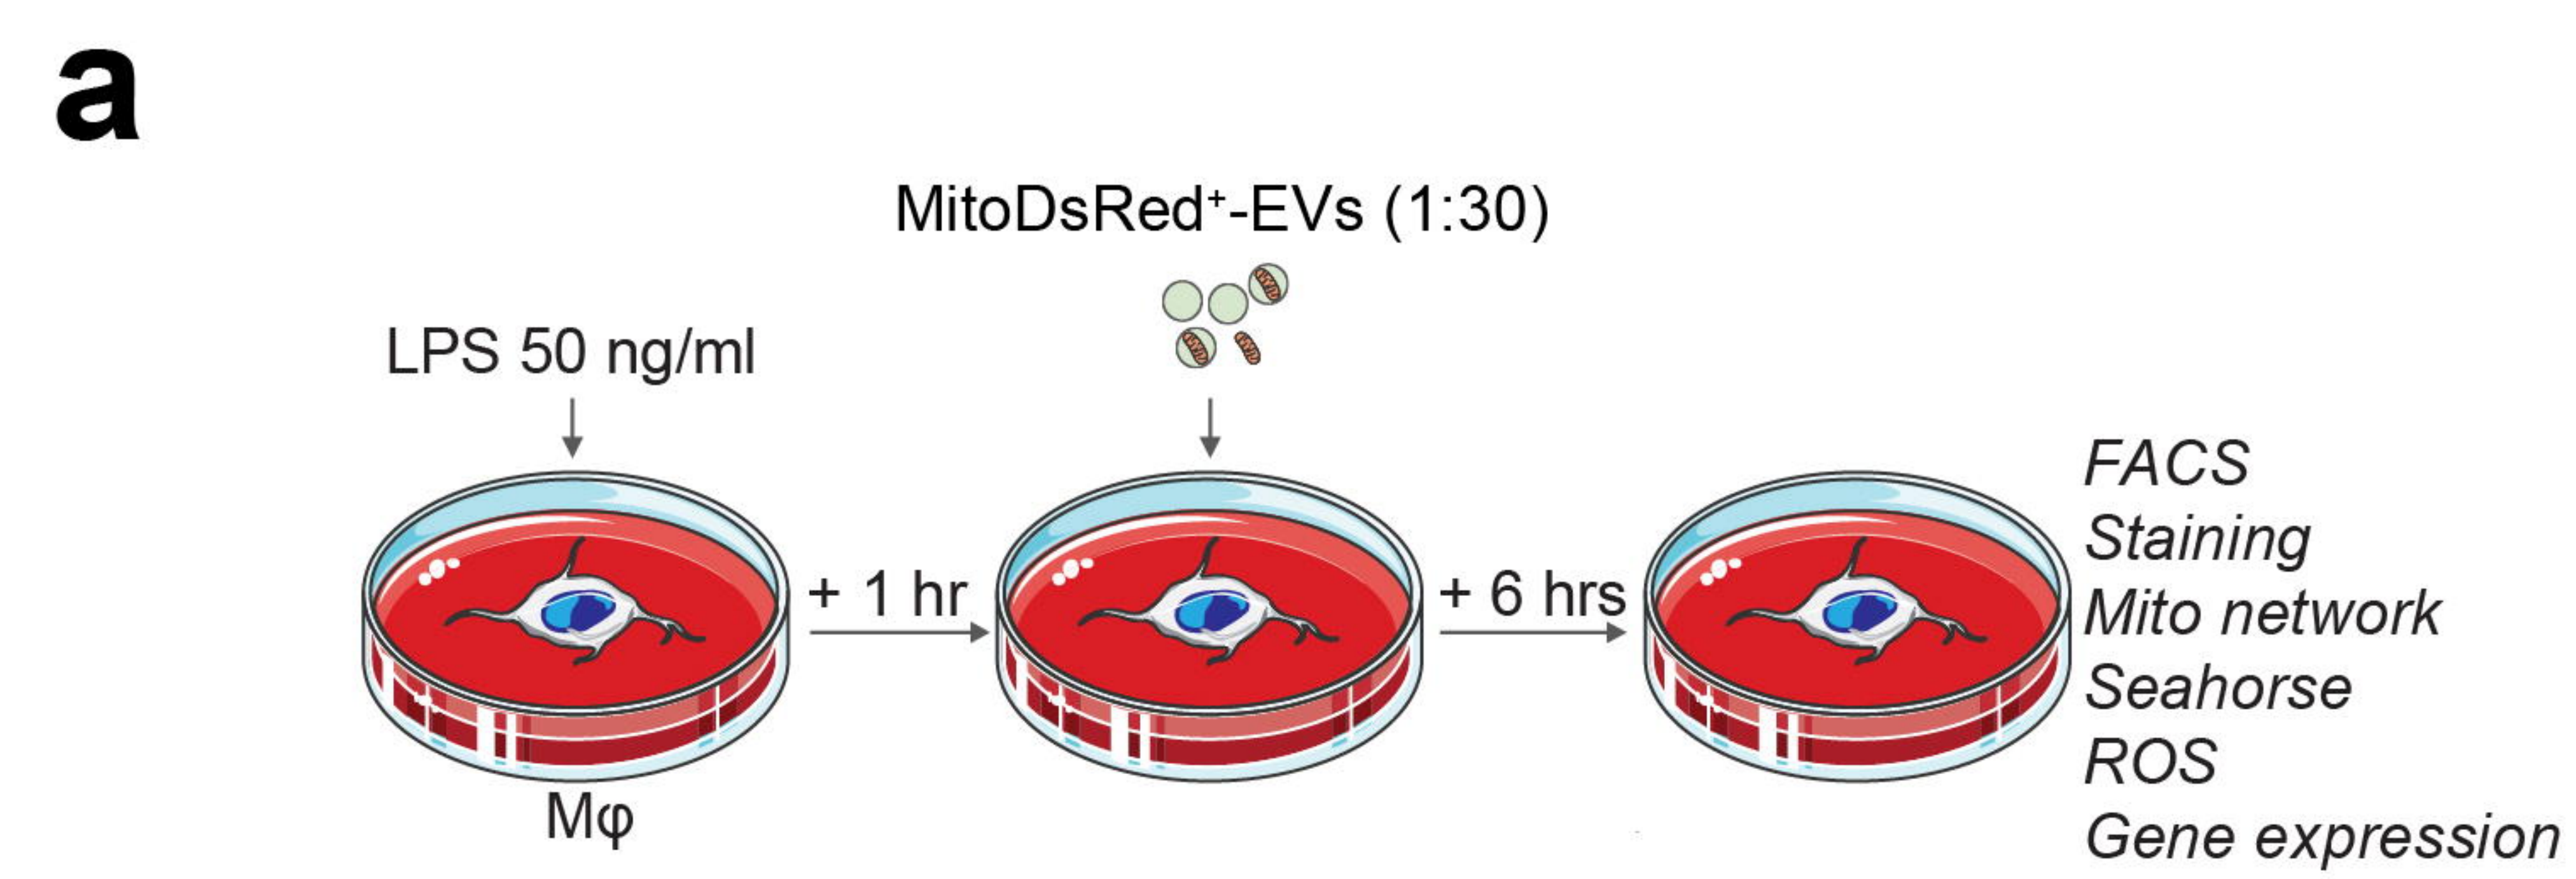 a
MitoDsRed⁺-EVs (1:30)
LPS 50 ng/ml
+ 1 hr
+ 6 hrs
Mφ
FACS
Staining
Mito network
Seahorse
ROS
Gene expression